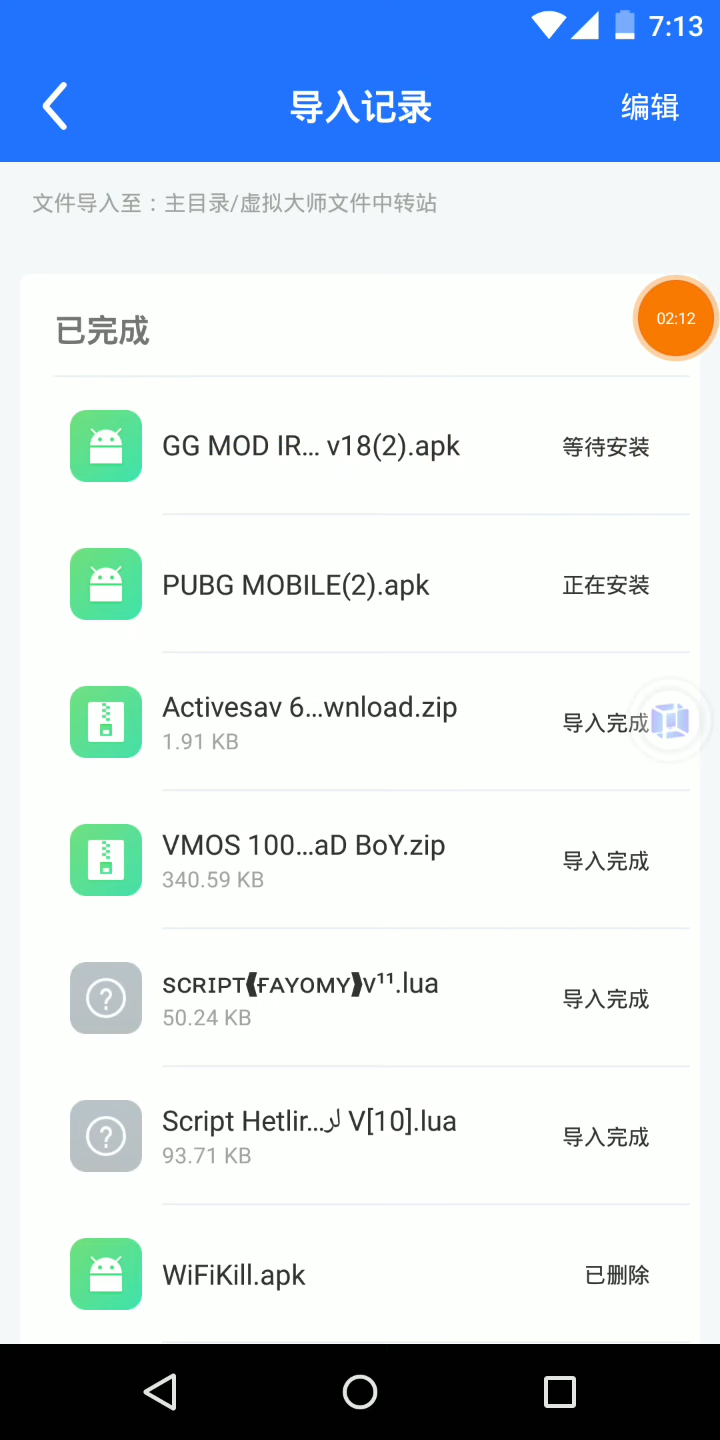 7:13
导入记录
编辑
文件导入至：主目录/虚拟大师文件中转站
已完成
02:12
GG MOD IR... v18(2).apk
等待安装
PUBG MOBILE(2).apk
正在安装
Activesav 6...wnload.zip
1.91 KB
导入完成
VMOS 100...aD BoY.zip
340.59 KB
导入完成
sᴄʀɪᴘᴛ⦅ғᴀʏᴏᴍʏ⦆ᴠ¹¹.lua
50.24 KB
导入完成
Script Hetlir...لر V[10].lua
93.71 KB
导入完成
WiFiKill.apk
已删除